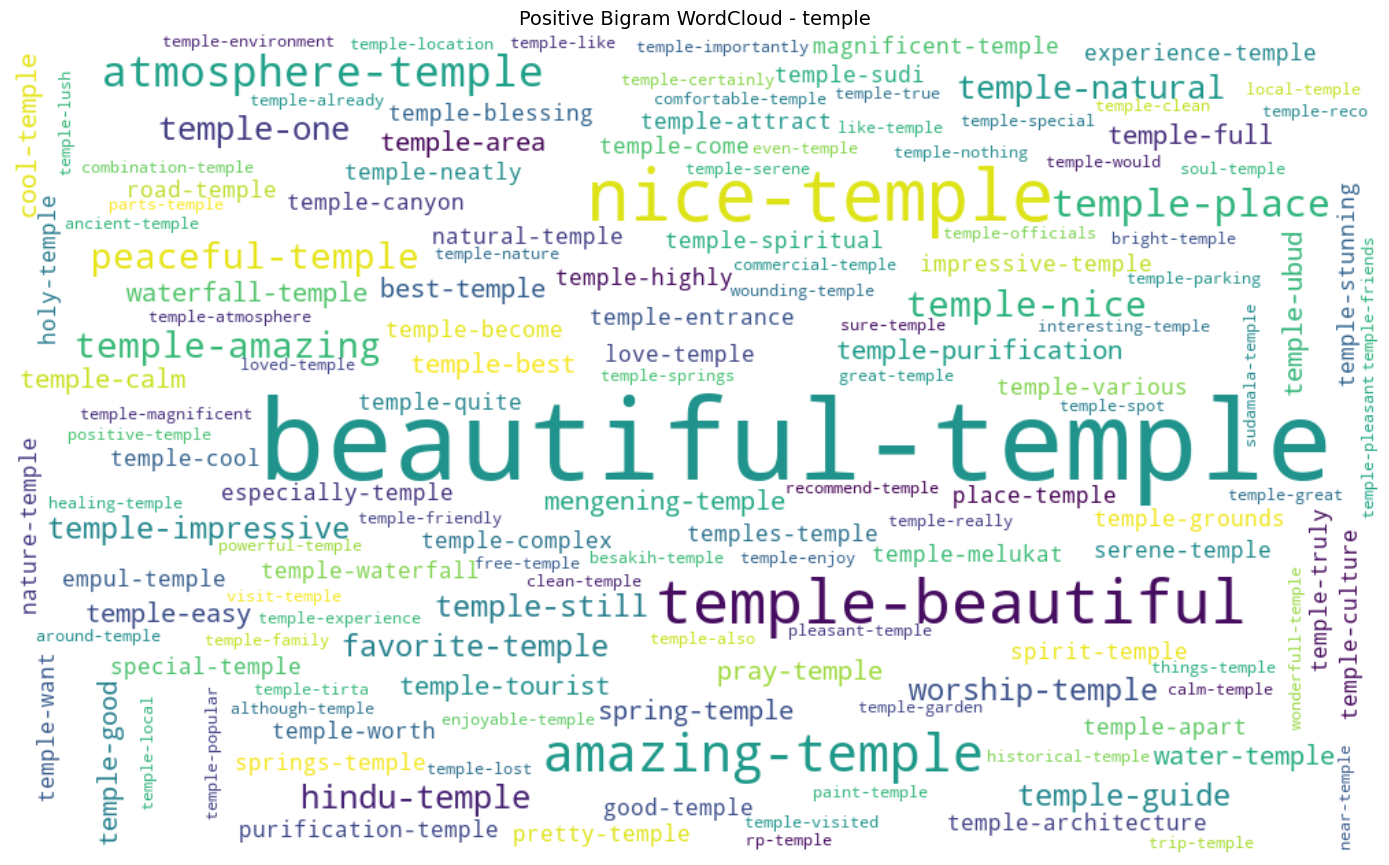 Positive Bigram WordCloud - temple
temple-environment
temple-location
temple-like
temple-importantly
magnificent-temple
experience-temple
atmosphere-temple
cool-temple
temple-lush
temple-already
temple-blessing
temple-certainly
temple-sudi
comfortable-temple
temple-true
temple-natural
local-temple
temple-clean
temple-reco
temple-one
temple-area
temple-attract
like-temple
temple-special
temple-full
temple-come
even-temple
temple-nothing
temple-would
combination-temple
temple-neatly
temple-serene
soul-temple
road-temple
parts-temple
temple-canyon
nice-temple
temple-place
temple-stunning
holy-temple
ancient-temple
natural-temple
temple-nature
temple-spiritual
temple-officials
bright-temple
temple-ubud
temple-friends
peaceful-temple
temple-highly
commercial-temple
impressive-temple
temple-parking
waterfall-temple
best-temple
wounding-temple
temple-nice
temple-atmosphere
temple-entrance
sure-temple
interesting-temple
sudamala-temple
temple-become
temple-amazing
loved-temple
temple-best
love-temple
temple-purification
temple-calm
temple-springs
great-temple
temple-various
temple-pleasant
temple-magnificent
temple-quite
temple-spot
positive-temple
beautiful-temple
temple-cool
nature-temple
especially-temple
recommend-temple
mengening-temple
place-temple
temple-great
healing-temple
temple-impressive
temple-friendly
temple-really
temple-grounds
temple-truly
temple-culture
powerful-temple
temple-complex
temples-temple
serene-temple
free-temple
besakih-temple
temple-enjoy
temple-melukat
empul-temple
temple-waterfall
clean-temple
wonderfull-temple
visit-temple
temple-easy
temple-experience
temple-still
temple-beautiful
around-temple
temple-family
favorite-temple
temple-also
pleasant-temple
spirit-temple
temple-want
special-temple
pray-temple
things-temple
temple-good
temple-local
temple-popular
temple-tirta
temple-tourist
worship-temple
calm-temple
although-temple
enjoyable-temple
spring-temple
temple-garden
temple-worth
temple-apart
springs-temple
temple-lost
amazing-temple
historical-temple
water-temple
near-temple
hindu-temple
good-temple
paint-temple
temple-guide
purification-temple
pretty-temple
temple-visited
temple-architecture
rp-temple
trip-temple